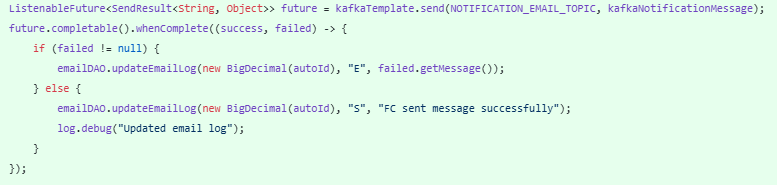 ListenableFuture<SendResult<String, Object>> future = kafkaTemplate.send(NOTIFICATION_EMAIL_TOPIC, kafkaNotificationMessage);
future.completable().whenComplete((success, failed) -> {
    if (failed != null) {
        emailDAO.updateEmailLog(new BigDecimal(autoId), "E", failed.getMessage());
    } else {
        emailDAO.updateEmailLog(new BigDecimal(autoId), "S", "FC sent message successfully");
        log.debug("Updated email log");
    }
});